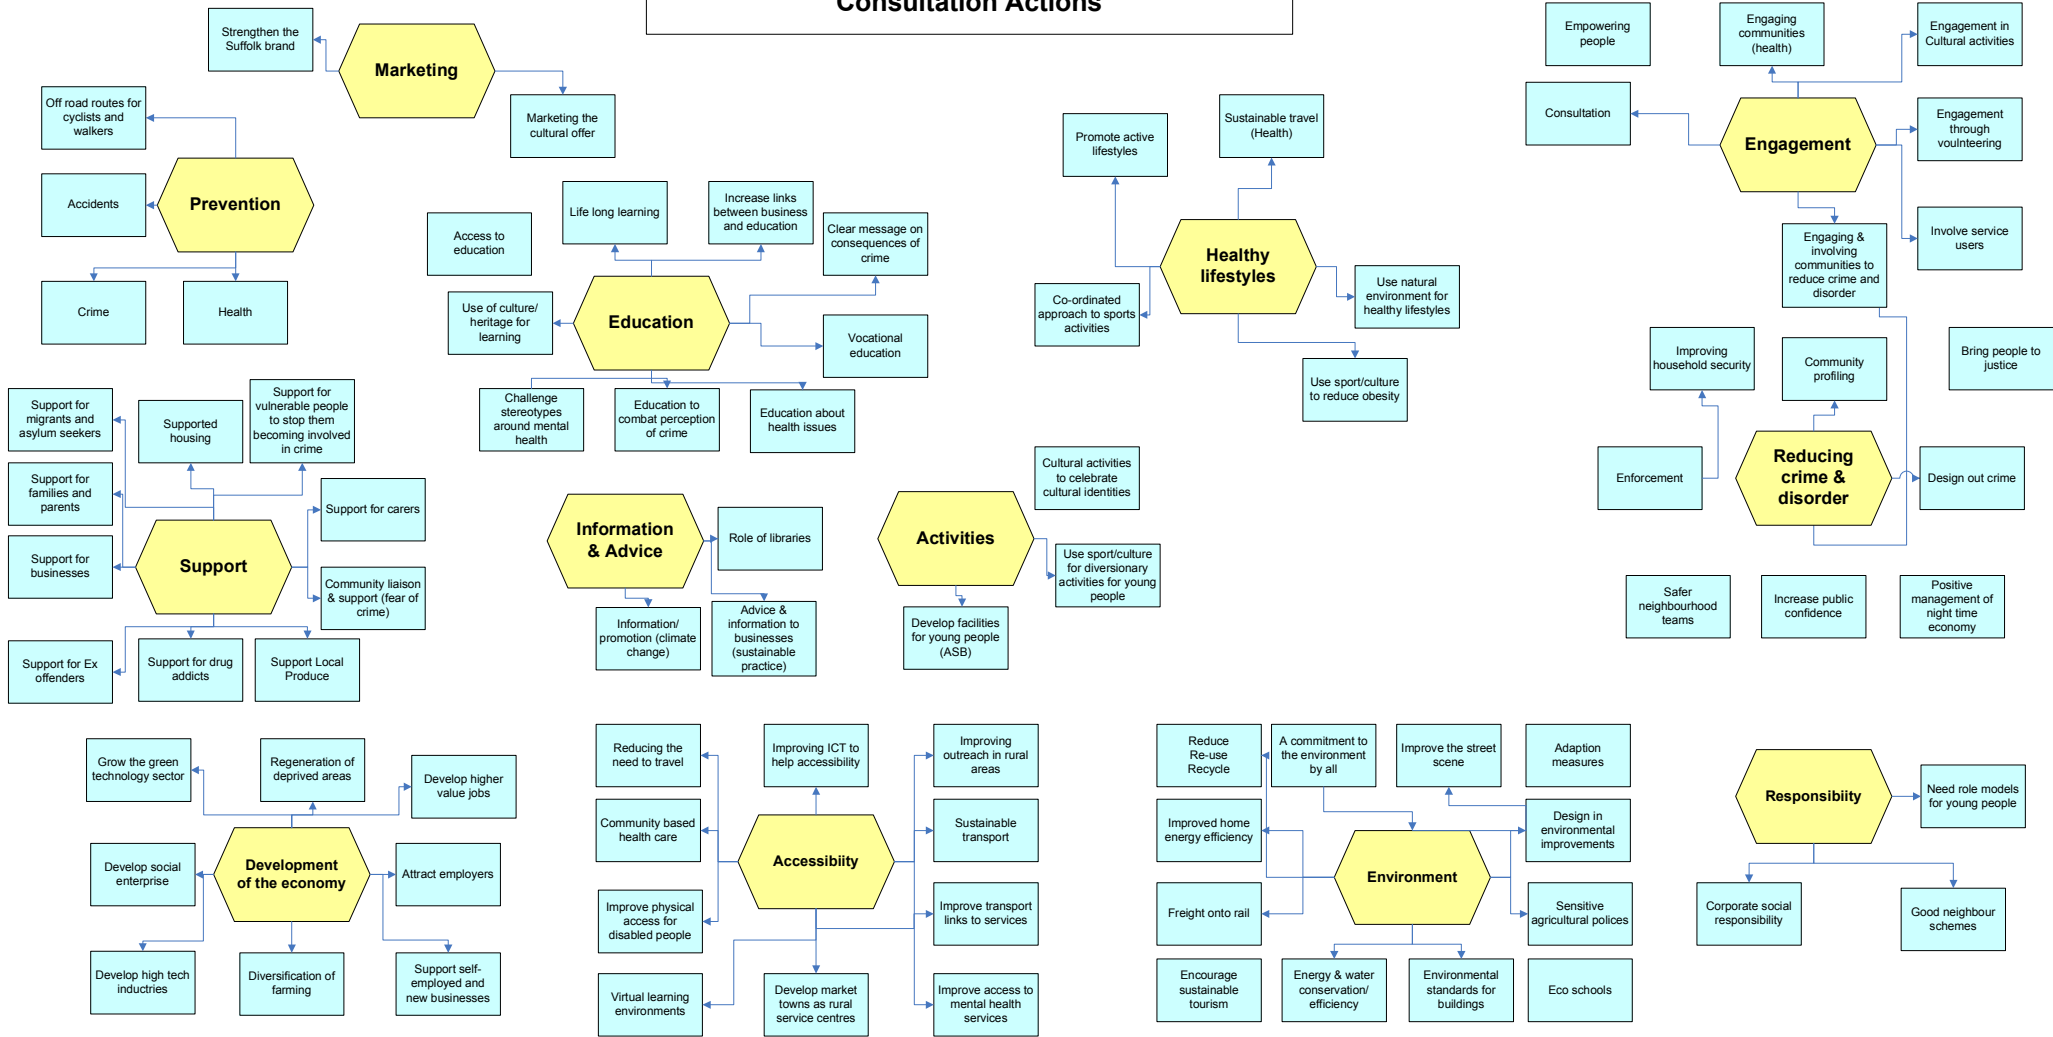 Consultation Actions
Strengthen the
Suffolk brand
Marketing
Marketing the
cultural offer
Off road routes for
cyclists and
walkers
Prevention
Accidents
Crime
Health
Access to
education
Life long learning
Increase links
between business
and education
Clear message on
consequences of
crime
Use of culture/
heritage for
learning
Education
Vocational
education
Challenge
stereotypes
around mental
health
Education to
combat perception
of crime
Education about
health issues
Promote active
lifestyles
Sustainable travel
(Health)
Healthy
lifestyles
Co-ordinated
approach to sports
activities
Use natural
environment for
healthy lifestyles
Use sport/culture
to reduce obesity
Empowering
people
Engaging
communities
(health)
Engagement in
Cultural activities
Consultation
Engagement
Engagement
through
voulnteering
Engaging &
involving
communities to
reduce crime and
disorder
Involve service
users
Improving
household security
Community
profiling
Bring people to
justice
Enforcement
Reducing
crime &
disorder
Design out crime
Safer
neighbourhood
teams
Increase public
confidence
Positive
management of
night time
economy
Support for
migrants and
asylum seekers
Supported
housing
Support for
vulnerable people
to stop them
becoming involved
in crime
Support for
families and
parents
Support for carers
Support for
businesses
Support
Community liaison
& support (fear of
crime)
Support for Ex
offenders
Support for drug
addicts
Support Local
Produce
Information
& Advice
Role of libraries
Information/
promotion (climate
change)
Advice &
information to
businesses
(sustainable
practice)
Activities
Cultural activities
to celebrate
cultural identities
Use sport/culture
for diversionary
activities for young
people
Develop facilities
for young people
(ASB)
Grow the green
technology sector
Regeneration of
deprived areas
Develop higher
value jobs
Develop social
enterprise
Development
of the economy
Attract employers
Develop high tech
inductries
Diversification of
farming
Support self-
employed and
new businesses
Reducing the
need to travel
Improving ICT to
help accessibility
Improving
outreach in rural
areas
Community based
health care
Accessibiity
Sustainable
transport
Improve physical
access for
disabled people
Improve transport
links to services
Virtual learning
environments
Develop market
towns as rural
service centres
Improve access to
mental health
services
Reduce
Re-use
Recycle
A commitment to
the environment
by all
Improve the street
scene
Adaption
measures
Improved home
energy efficiency
Environment
Design in
environmental
improvements
Freight onto rail
Sensitive
agricultural polices
Encourage
sustainable
tourism
Energy & water
conservation/
efficiency
Environmental
standards for
buildings
Eco schools
Responsibiity
Need role models
for young people
Corporate social
responsibility
Good neighbour
schemes